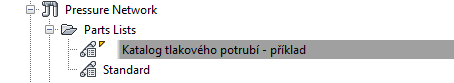 Pressure Network
Parts Lists
Katalog tlakového potrubí - příklad
Standard